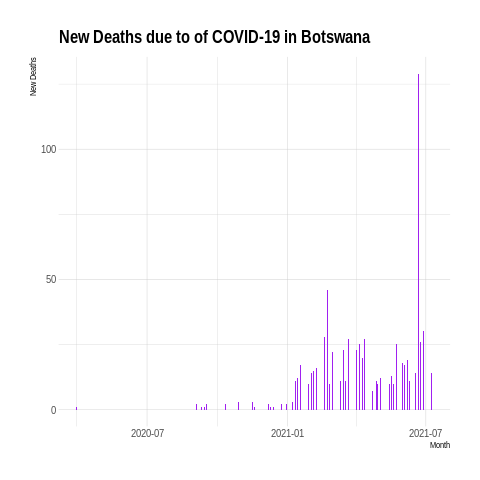 New Deaths due to of COVID-19 in Botswana
New Deaths
100
50
0
2020-07
2021-01
2021-07
Month